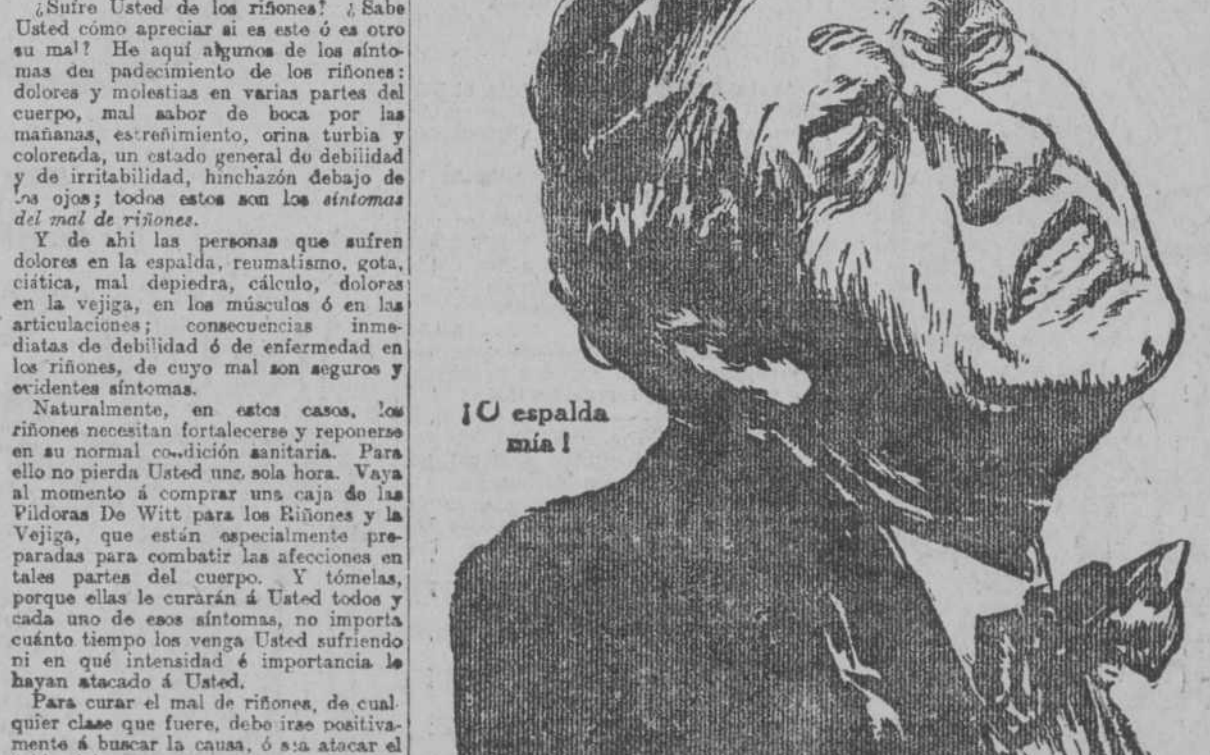 ¿Sufre Usted de los riñones? ¿Sabe
Usted cómo apreciar si es este ó es otro
su mal? He aquí algunos de los sínto-
mas del padecimiento de los riñones:
dolores y molestias en varias partes del
cuerpo, mal sabor de boca por las
mañanas, estreñimiento, orina turbia y
coloreada, un estado general de debilidad
y de irritabilidad, hinchazón debajo de
los ojos; todos estos son los síntomas
del mal de riñones.
Y de ahi las personas que sufren
dolores en la espalda, reumatismo, gota,
ciática, mal depiedra, cálculo, dolores
en la vejiga, en los músculos ó en las
articulaciones; consecuencias inme-
diatas de debilidad ó de enfermedad en
los riñones, de cuyo mal son seguros y
evidentes síntomas.
Naturalmente, en estos casos, los
riñones necesitan fortalecerse y reponerse
en su normal condición sanitaria. Para
ello no pierda Usted una sola hora. Vaya
al momento á comprar una caja de las
Pildoras De Witt para los Riñones y la
Vejiga, que están especialmente pre-
paradas para combatir las afecciones en
tales partes del cuerpo. Y tómelas,
porque ellas le curarán á Usted todos y
cada uno de esos síntomas, no importa
cuánto tiempo los venga Usted sufriendo
ni en qué intensidad é importancia le
hayan atacado á Usted.
Para curar el mal de riñones, de cual-
quier clase que fuere, debe irse positiva-
mente á buscar la causa, ó sea atacar el
¡O espalda
mía!